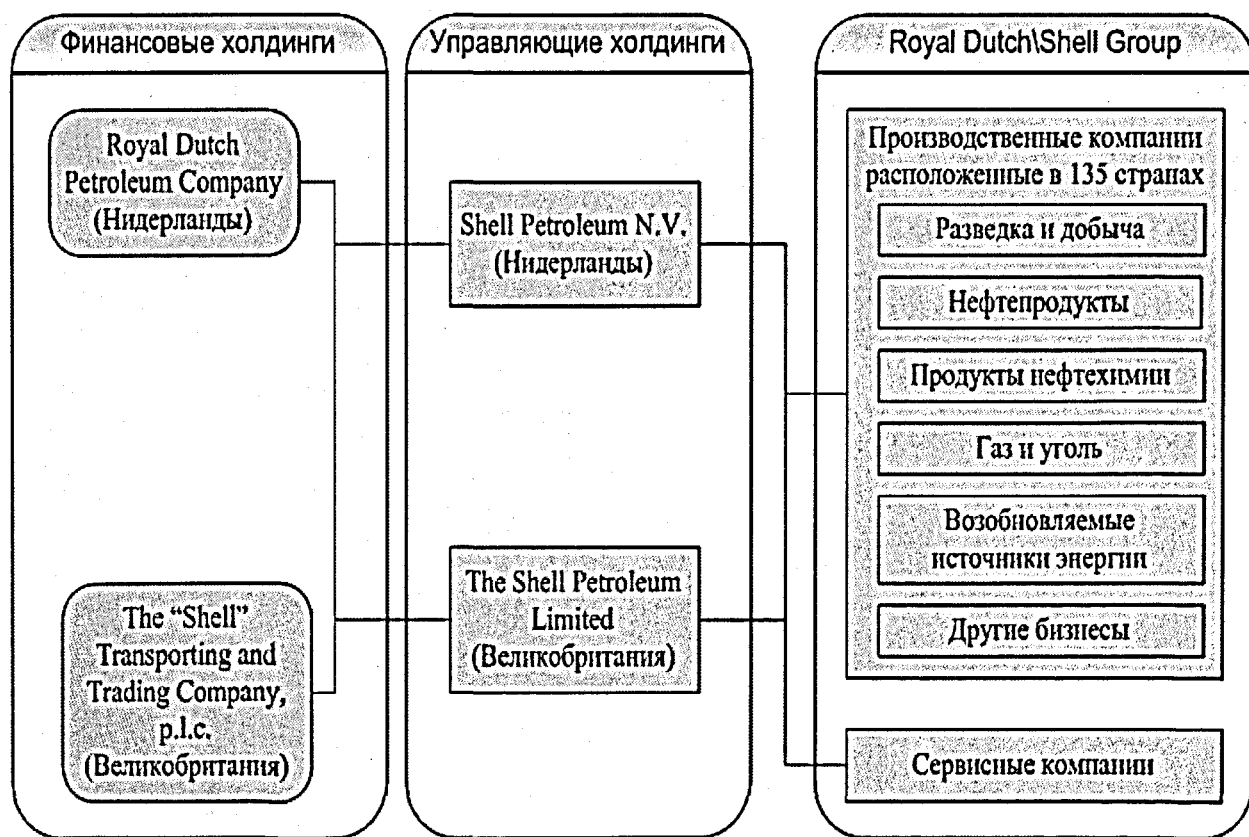 Финансовые холдинги
Royal Dutch
Petroleum Company
(Нидерланды)
The “Shell”
Transporting and
Trading Company,
p.l.c.
(Великобритания)
Управляющие холдинги
Shell Petroleum N.V.
(Нидерланды)
The Shell Petroleum
Limited
(Великобритания)
Royal Dutch\Shell Group
Производственные компании
расположенные в 135 странах
Разведка и добыча
Нефтепродукты
Продукты нефтехимии
Газ и уголь
Возобновляемые
источники энергии
Другие бизнесы
Сервисные компании